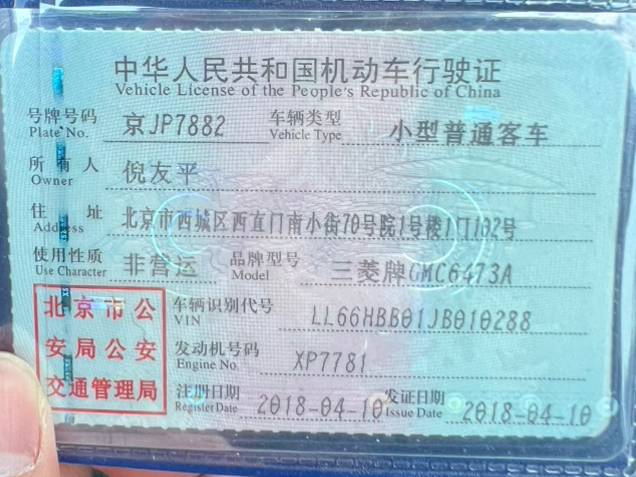 中华人民共和国机动车行驶证
Vehicle License of the People's Republic of China
号牌号码 京JP7882 车辆类型 小型普通客车
Plate No. Vehicle Type
所有人 倪友平
Owner
住址 北京市西城区西直门南小街70号院1号楼1门102号
Address
使用性质 非营运 品牌型号 三菱牌GMC6473A
Use Character Model
北京市公安局公安交通管理局
车辆识别代号 LL66HBB01JB010288
VIN
发动机号码 XP7781
Engine No.
注册日期 2018-04-10 发证日期 2018-04-10
Register Date Issue Date